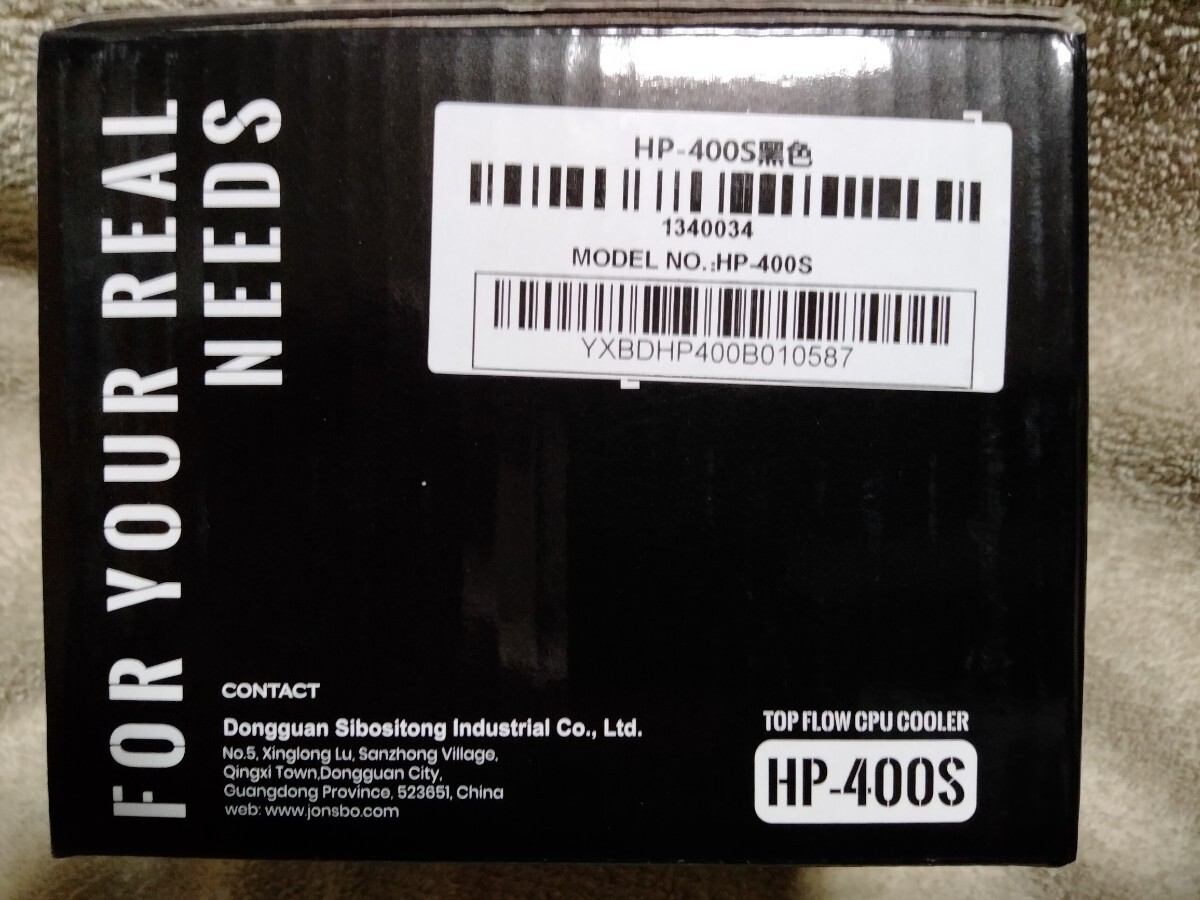 FOR YOUR REAL
NEEDS
HP-400S黑色
1340034
MODEL NO.:HP-400S
YXBDHP400B010587
CONTACT
Dongguan Sibositong Industrial Co., Ltd.
No.5, Xinglong Lu, Sanzhong Village,
Qingxi Town,Dongguan City,
Guangdong Province, 523651, China
web: www.jonsbo.com
TOP FLOW CPU COOLER
HP-400S